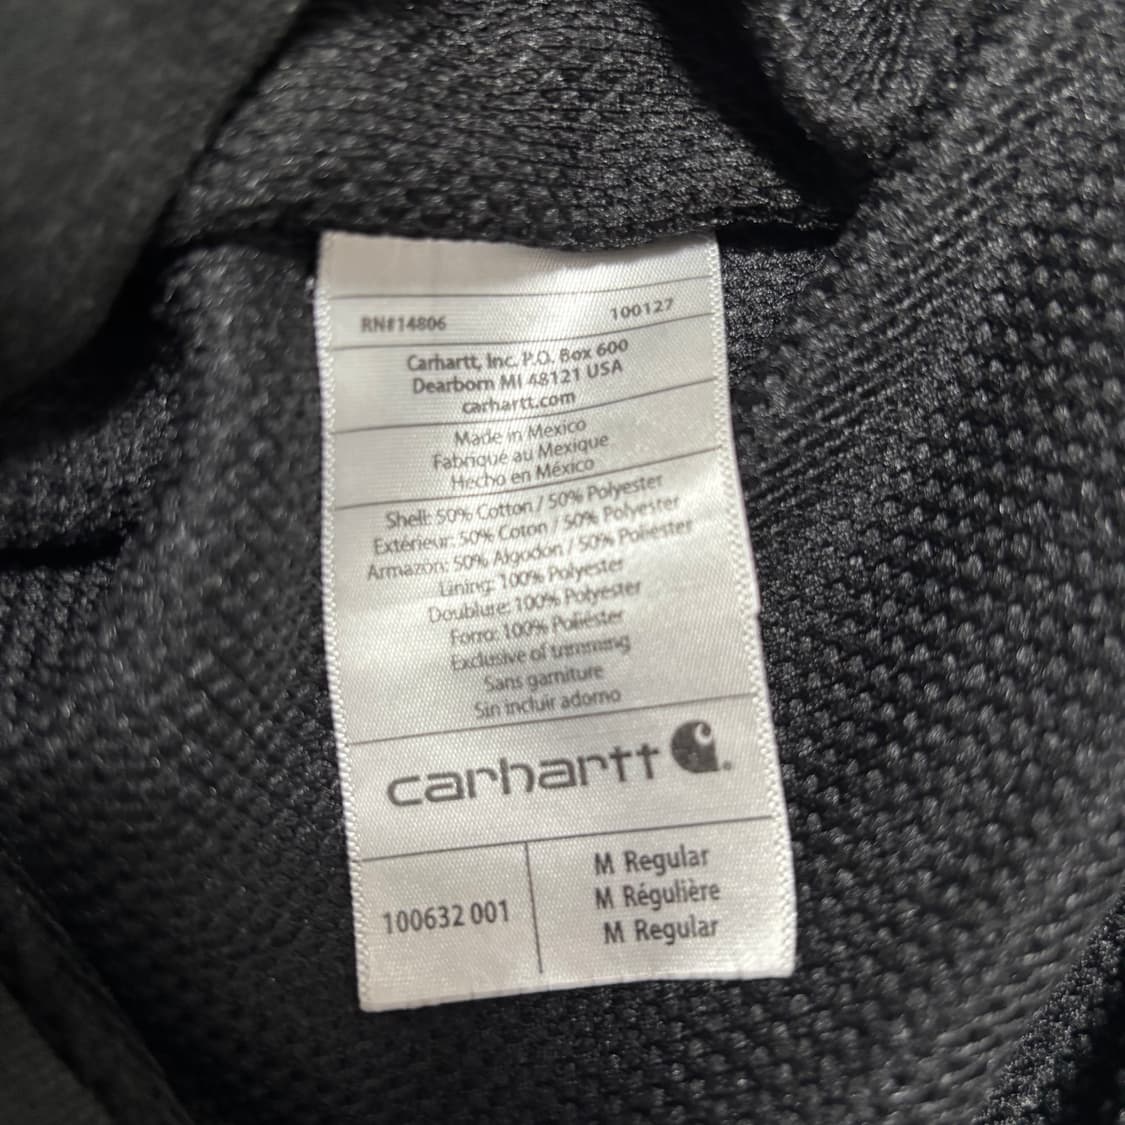 RN#14806 100127
Carhartt, Inc. P.O. Box 600
Dearborn MI 48121 USA
carhartt.com
Made in Mexico
Fabriqué au Mexique
Hecho en México
Shell: 50% Cotton / 50% Polyester
Extérieur: 50% Coton / 50% Polyester
Armazon: 50% Algodon / 50% Poliester
Lining: 100% Polyester
Doublure: 100% Polyester
Forro: 100% Poliéster
Exclusive of trimming
Sans garniture
Sin incluir adorno
carhartt
100632 001
M Regular
M Régulière
M Regular